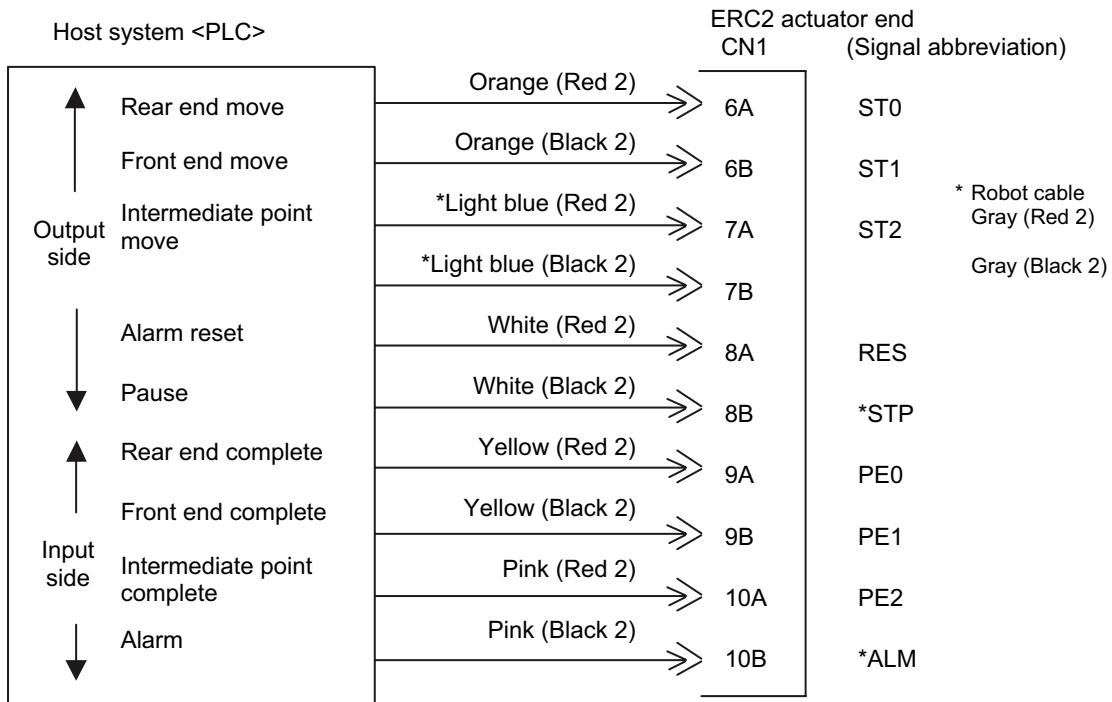 Host system <PLC>
ERC2 actuator end
CN1 (Signal abbreviation)
Output side
Rear end move Orange (Red 2) 6A ST0
Front end move Orange (Black 2) 6B ST1
Intermediate point move *Light blue (Red 2) 7A ST2
*Light blue (Black 2) 7B
* Robot cable
Gray (Red 2)
Gray (Black 2)
Alarm reset White (Red 2) 8A RES
Pause White (Black 2) 8B *STP
Input side
Rear end complete Yellow (Red 2) 9A PE0
Front end complete Yellow (Black 2) 9B PE1
Intermediate point complete Pink (Red 2) 10A PE2
Alarm Pink (Black 2) 10B *ALM